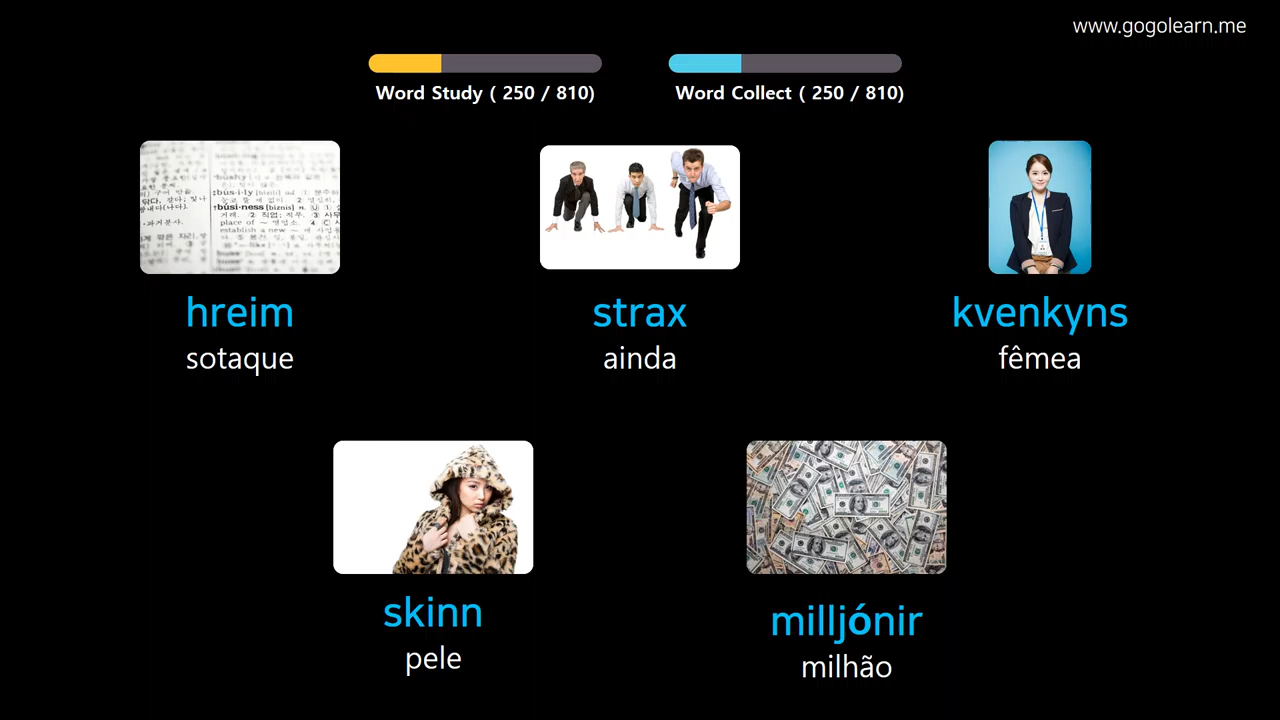 www.gogolearn.me
Word Study ( 250 / 810)
Word Collect ( 250 / 810)
hreim
sotaque
strax
ainda
kvenkyns
fêmea
skinn
pele
milljónir
milhão